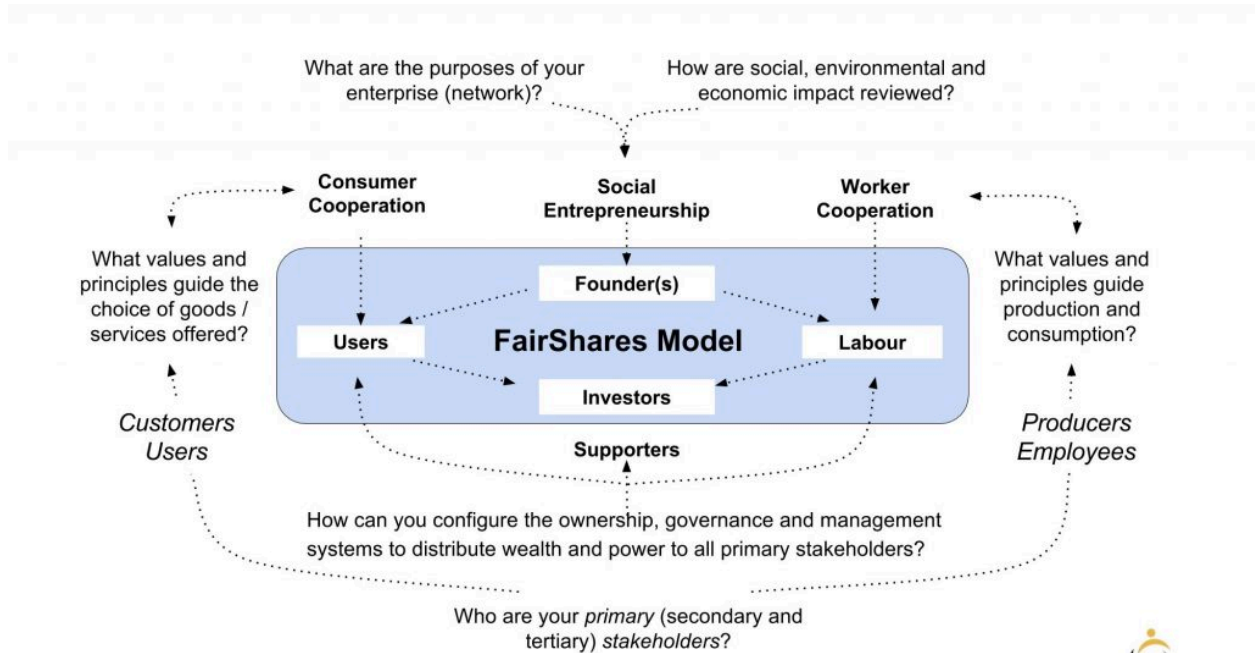 What are the purposes of your
enterprise (network)?
How are social, environmental and
economic impact reviewed?
Consumer
Cooperation
Social
Entrepreneurship
Worker
Cooperation
What values and
principles guide the
choice of goods /
services offered?
Founder(s)
Users
FairShares Model
Labour
Investors
What values and
principles guide
production and
consumption?
Customers
Users
Supporters
Producers
Employees
How can you configure the ownership, governance and management
systems to distribute wealth and power to all primary stakeholders?
Who are your primary (secondary and
tertiary) stakeholders?